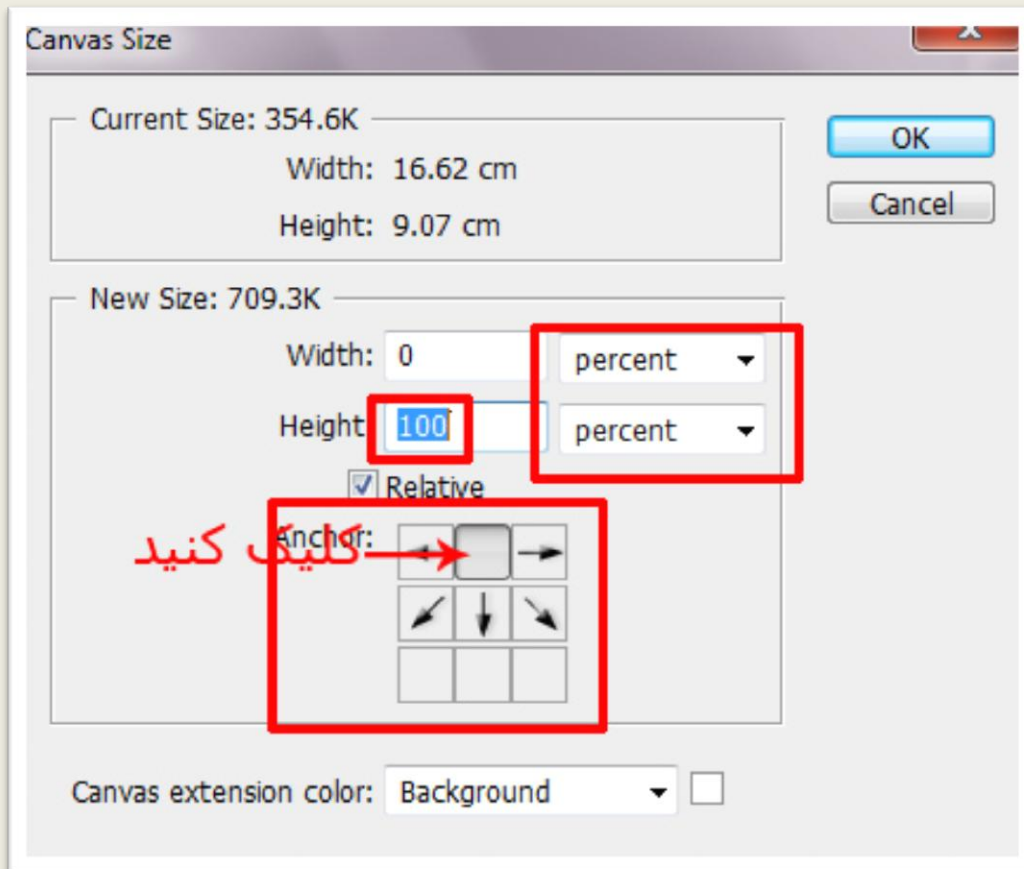 Canvas Size
Current Size: 354.6K
Width: 16.62 cm
Height: 9.07 cm
OK
Cancel
New Size: 709.3K
Width: 0 percent
Height 100 percent
Relative
Anchor:
کلیک کنید
Canvas extension color: Background